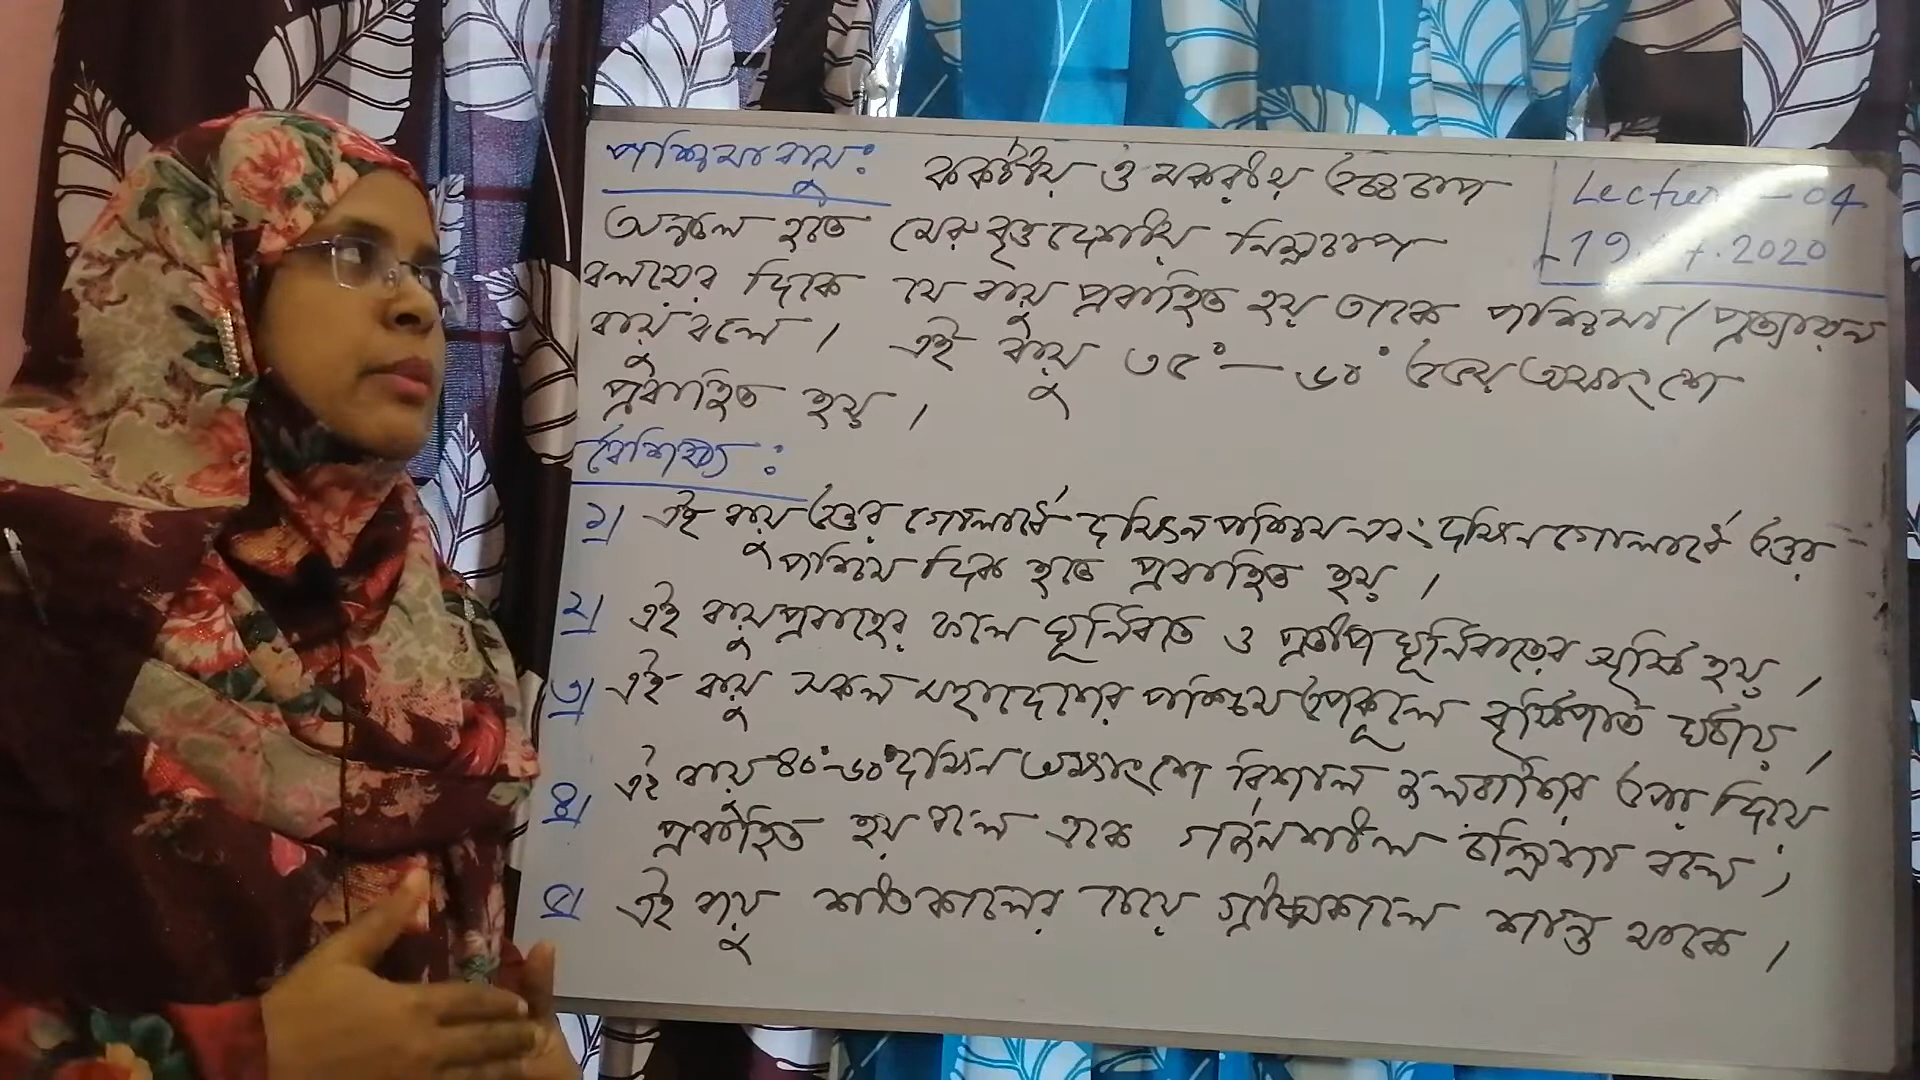 পশ্চিমা বায়ু: কর্কটীয় ও মকরীয় উচ্চচাপ
Lecture - 04
অঞ্চল হতে মেরুবৃত্তদেশীয় নিম্নচাপ
19. .2020
বলয়ের দিকে যে বায়ু প্রবাহিত হয় তাকে পশ্চিমা/প্রত্যায়ন
বায়ু বলে। এই বায়ু ৩৫°—৬০° উভয় অক্ষাংশে
প্রবাহিত হয়।
বৈশিষ্ট্য:
১) এই বায়ু উত্তর গোলার্ধে দক্ষিন পশ্চিম এবং দক্ষিন গোলার্ধে উত্তর-
পশ্চিম দিক হতে প্রবাহিত হয়।
২) এই বায়ুপ্রবাহের ফলে ঘূর্নিবাত ও প্রতীপ ঘূর্নিবাতের সৃষ্টি হয়।
৩) এই বায়ু সকল মহাদেশের পশ্চিম উপকূলে বৃষ্টিপাত ঘটায়।
৪) এই বায়ু ৪০°-৬০° দক্ষিন অক্ষাংশে বিশাল জলরাশির উপর দিয়ে
প্রবাহিত হয় বলে একে গর্জনশীল চল্লিশা বলে।
৫) এই বায়ু শীতকালের চেয়ে গ্রীষ্মকালে শান্ত থাকে।